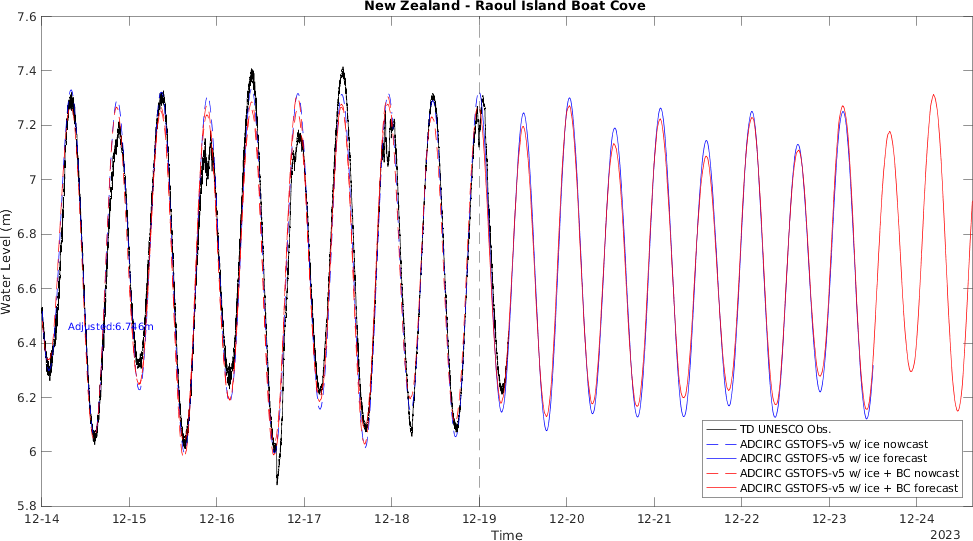 New Zealand - Raoul Island Boat Cove
7.6
7.4
7.2
7
6.8
6.6
6.4
6.2
6
5.8
Water Level (m)
Adjusted:6.746m
TD UNESCO Obs.
ADCIRC GSTOFS-v5 w/ ice nowcast
ADCIRC GSTOFS-v5 w/ ice forecast
ADCIRC GSTOFS-v5 w/ ice + BC nowcast
ADCIRC GSTOFS-v5 w/ ice + BC forecast
12-14 12-15 12-16 12-17 12-18 12-19 12-20 12-21 12-22 12-23 12-24
Time
2023